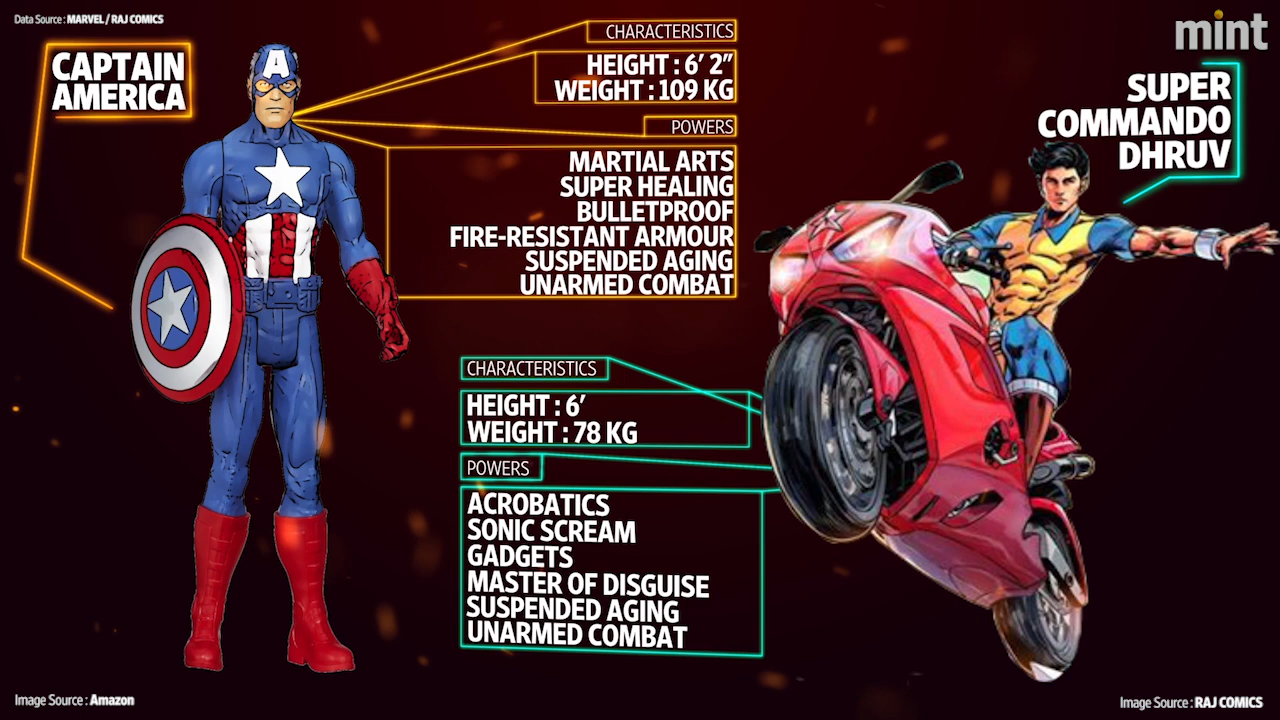 Data Source : MARVEL / RAJ COMICS
mint
CAPTAIN
AMERICA
A
CHARACTERISTICS
HEIGHT : 6’ 2”
WEIGHT : 109 KG
POWERS
MARTIAL ARTS
SUPER HEALING
BULLETPROOF
FIRE-RESISTANT ARMOUR
SUSPENDED AGING
UNARMED COMBAT
SUPER
COMMANDO
DHRUV
CHARACTERISTICS
HEIGHT : 6’
WEIGHT : 78 KG
POWERS
ACROBATICS
SONIC SCREAM
GADGETS
MASTER OF DISGUISE
SUSPENDED AGING
UNARMED COMBAT
Image Source : Amazon
Image Source : RAJ COMICS